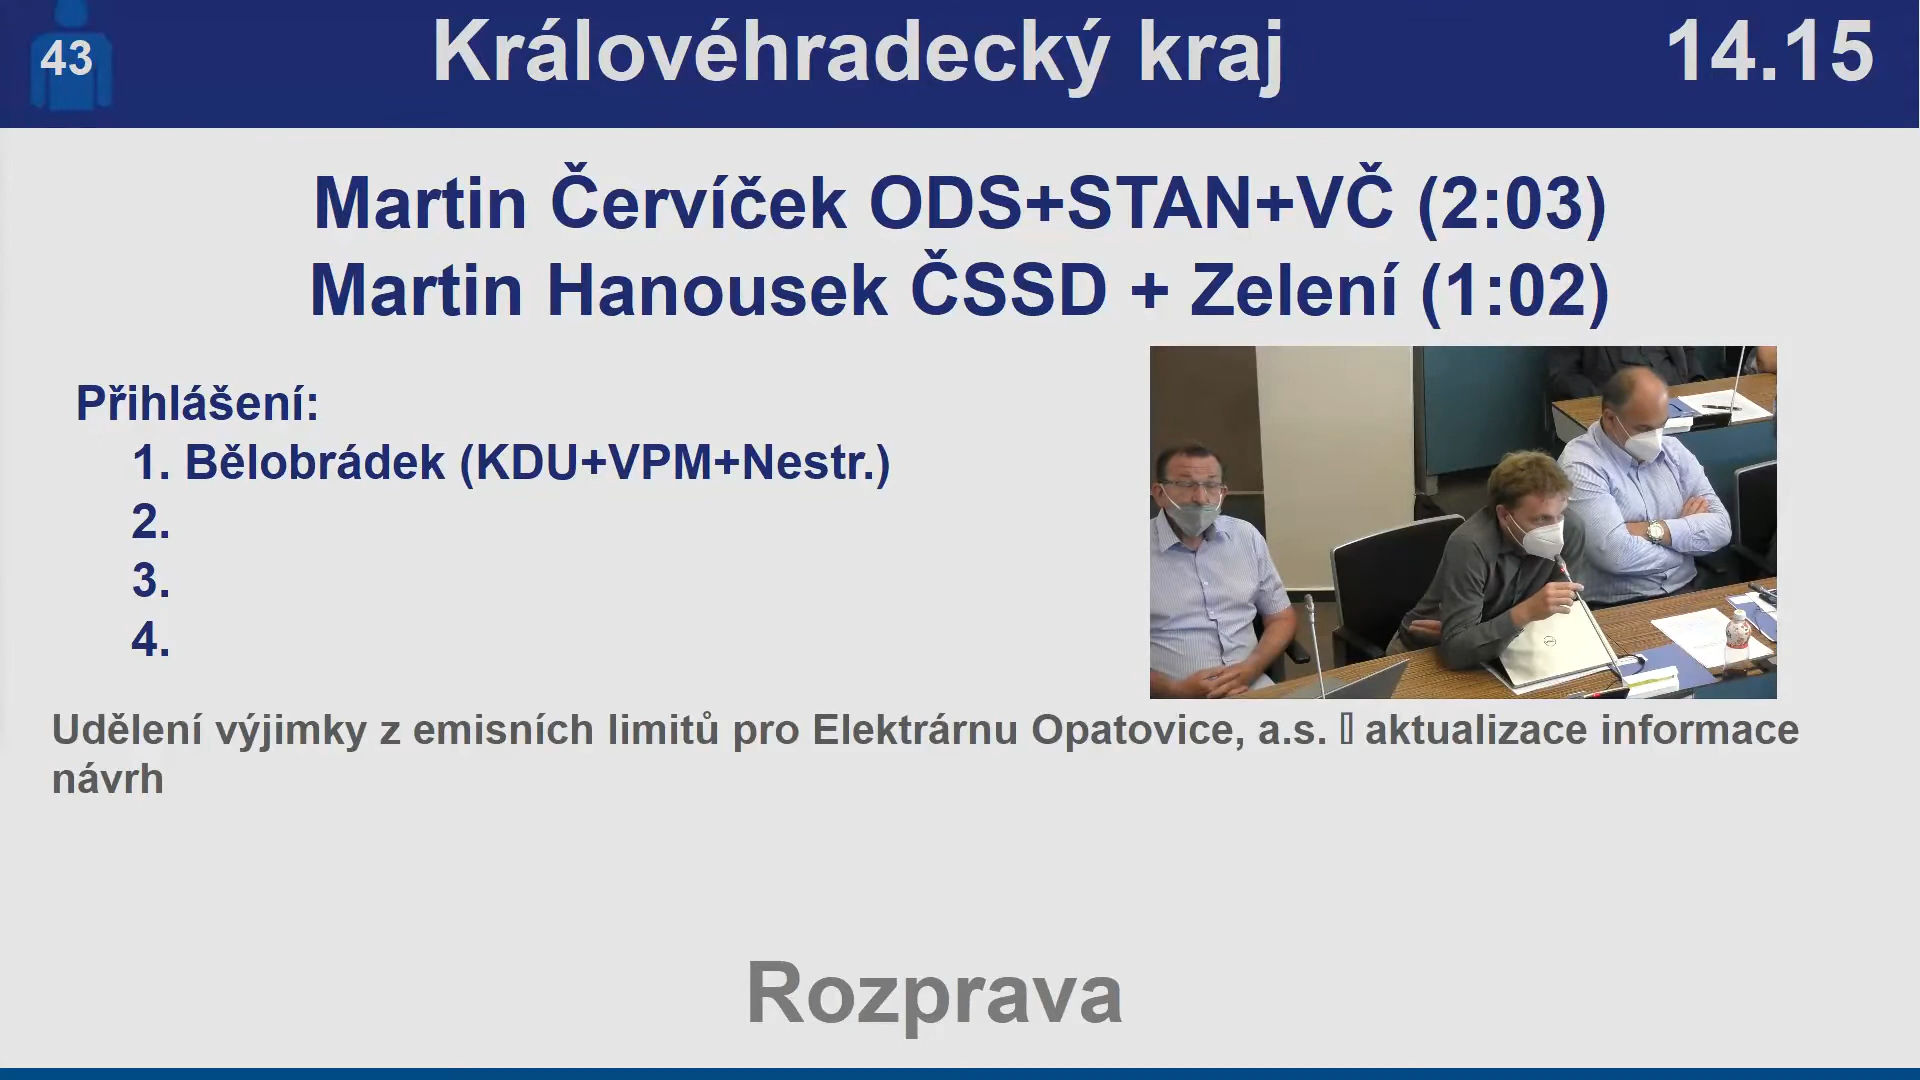 43
Královéhradecký kraj
14.15
Martin Červíček ODS+STAN+VČ (2:03)
Martin Hanousek ČSSD + Zelení (1:02)
Přihlášení:
1. Bělobrádek (KDU+VPM+Nestr.)
2.
3.
4.
Udělení výjimky z emisních limitů pro Elektrárnu Opatovice, a.s. ▯ aktualizace informace
návrh
Rozprava